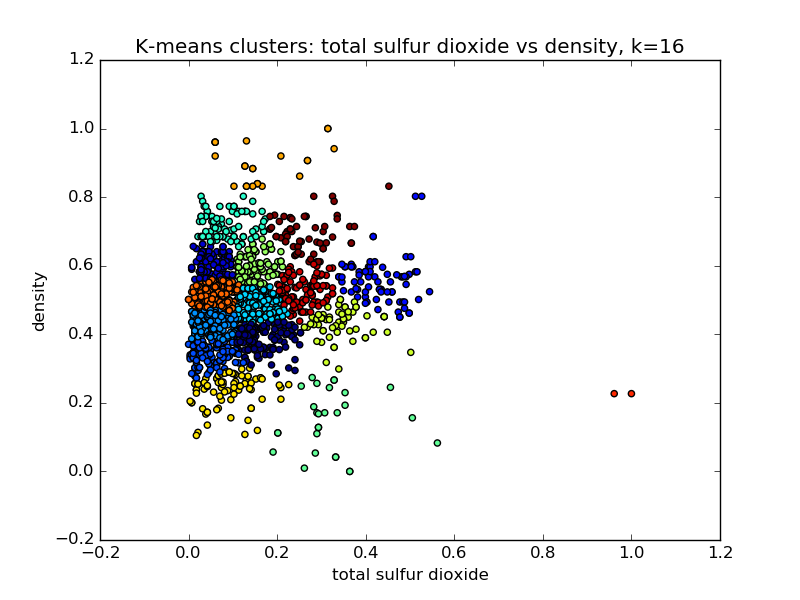 K-means clusters: total sulfur dioxide vs density, k=16
1.2
1.0
0.8
0.6
0.4
0.2
0.0
−0.2
density
−0.2 0.0 0.2 0.4 0.6 0.8 1.0 1.2
total sulfur dioxide